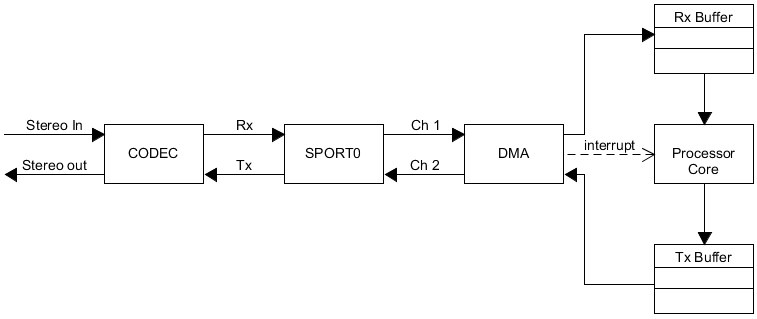 Rx Buffer
Stereo In
Rx
Ch 1
CODEC
SPORT0
DMA
interrupt
Processor
Core
Stereo out
Tx
Ch 2
Tx Buffer